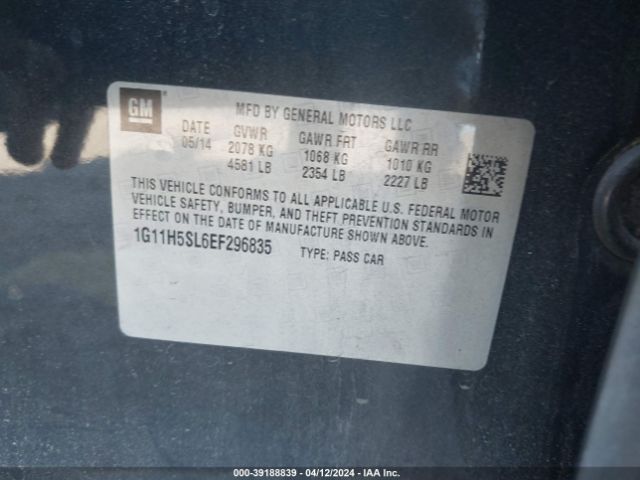 GM
MFD BY GENERAL MOTORS LLC
DATE GVWR GAWR FRT GAWR RR
05/14 2078 KG 1068 KG 1010 KG
4581 LB 2354 LB 2227 LB
THIS VEHICLE CONFORMS TO ALL APPLICABLE U.S. FEDERAL MOTOR
VEHICLE SAFETY, BUMPER, AND THEFT PREVENTION STANDARDS IN
EFFECT ON THE DATE OF MANUFACTURE SHOWN ABOVE.
1G11H5SL6EF296835 TYPE: PASS CAR
000-39188839 - 04/12/2024 - IAA Inc.